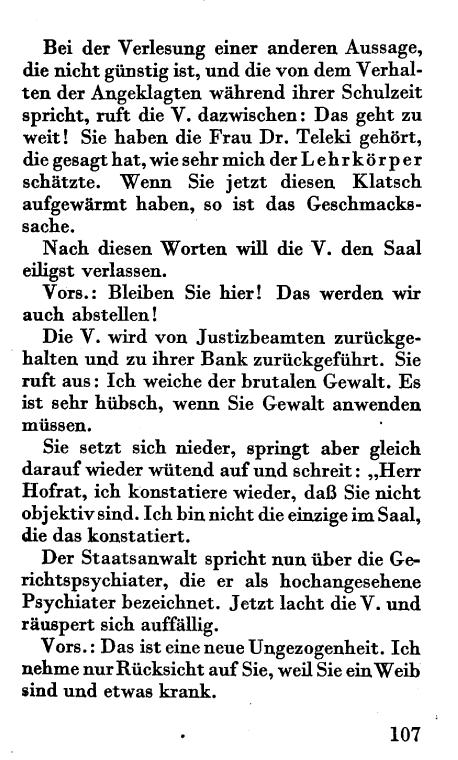 Bei der Verlesung einer anderen Aussage,
die nicht günstig ist, und die von dem Verhal-
ten der Angeklagten während ihrer Schulzeit
spricht, ruft die V. dazwischen: Das geht zu
weit! Sie haben die Frau Dr. Teleki gehört,
die gesagt hat, wie sehr mich der Lehrkörper
schätzte. Wenn Sie jetzt diesen Klatsch
aufgewärmt haben, so ist das Geschmacks-
sache.
Nach diesen Worten will die V. den Saal
eiligst verlassen.
Vors.: Bleiben Sie hier! Das werden wir
auch abstellen!
Die V. wird von Justizbeamten zurückge-
halten und zu ihrer Bank zurückgeführt. Sie
ruft aus: Ich weiche der brutalen Gewalt. Es
ist sehr hübsch, wenn Sie Gewalt anwenden
müssen.
Sie setzt sich nieder, springt aber gleich
darauf wieder wütend auf und schreit: „Herr
Hofrat, ich konstatiere wieder, daß Sie nicht
objektiv sind. Ich bin nicht die einzige im Saal,
die das konstatiert.
Der Staatsanwalt spricht nun über die Ge-
richtspsychiater, die er als hochangesehene
Psychiater bezeichnet. Jetzt lacht die V. und
räuspert sich auffällig.
Vors.: Das ist eine neue Ungezogenheit. Ich
nehme nur Rücksicht auf Sie, weil Sie ein Weib
sind und etwas krank.
107